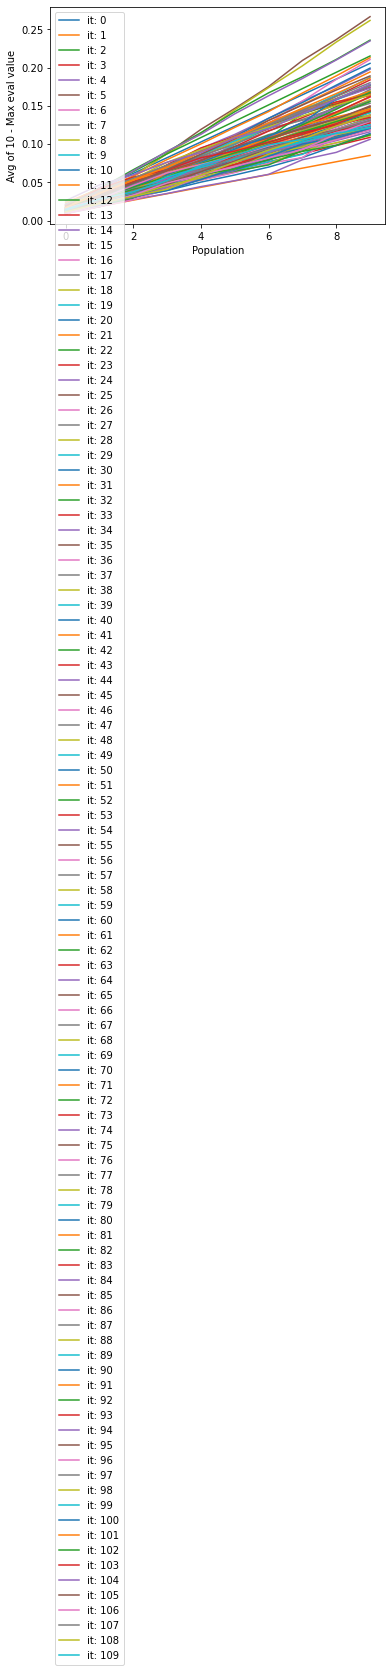 Avg of 10 - Max eval value
0.25
0.20
0.15
0.10
0.05
0.00
0
2
4
6
8
Population
it: 0
it: 1
it: 2
it: 3
it: 4
it: 5
it: 6
it: 7
it: 8
it: 9
it: 10
it: 11
it: 12
it: 13
it: 14
it: 15
it: 16
it: 17
it: 18
it: 19
it: 20
it: 21
it: 22
it: 23
it: 24
it: 25
it: 26
it: 27
it: 28
it: 29
it: 30
it: 31
it: 32
it: 33
it: 34
it: 35
it: 36
it: 37
it: 38
it: 39
it: 40
it: 41
it: 42
it: 43
it: 44
it: 45
it: 46
it: 47
it: 48
it: 49
it: 50
it: 51
it: 52
it: 53
it: 54
it: 55
it: 56
it: 57
it: 58
it: 59
it: 60
it: 61
it: 62
it: 63
it: 64
it: 65
it: 66
it: 67
it: 68
it: 69
it: 70
it: 71
it: 72
it: 73
it: 74
it: 75
it: 76
it: 77
it: 78
it: 79
it: 80
it: 81
it: 82
it: 83
it: 84
it: 85
it: 86
it: 87
it: 88
it: 89
it: 90
it: 91
it: 92
it: 93
it: 94
it: 95
it: 96
it: 97
it: 98
it: 99
it: 100
it: 101
it: 102
it: 103
it: 104
it: 105
it: 106
it: 107
it: 108
it: 109